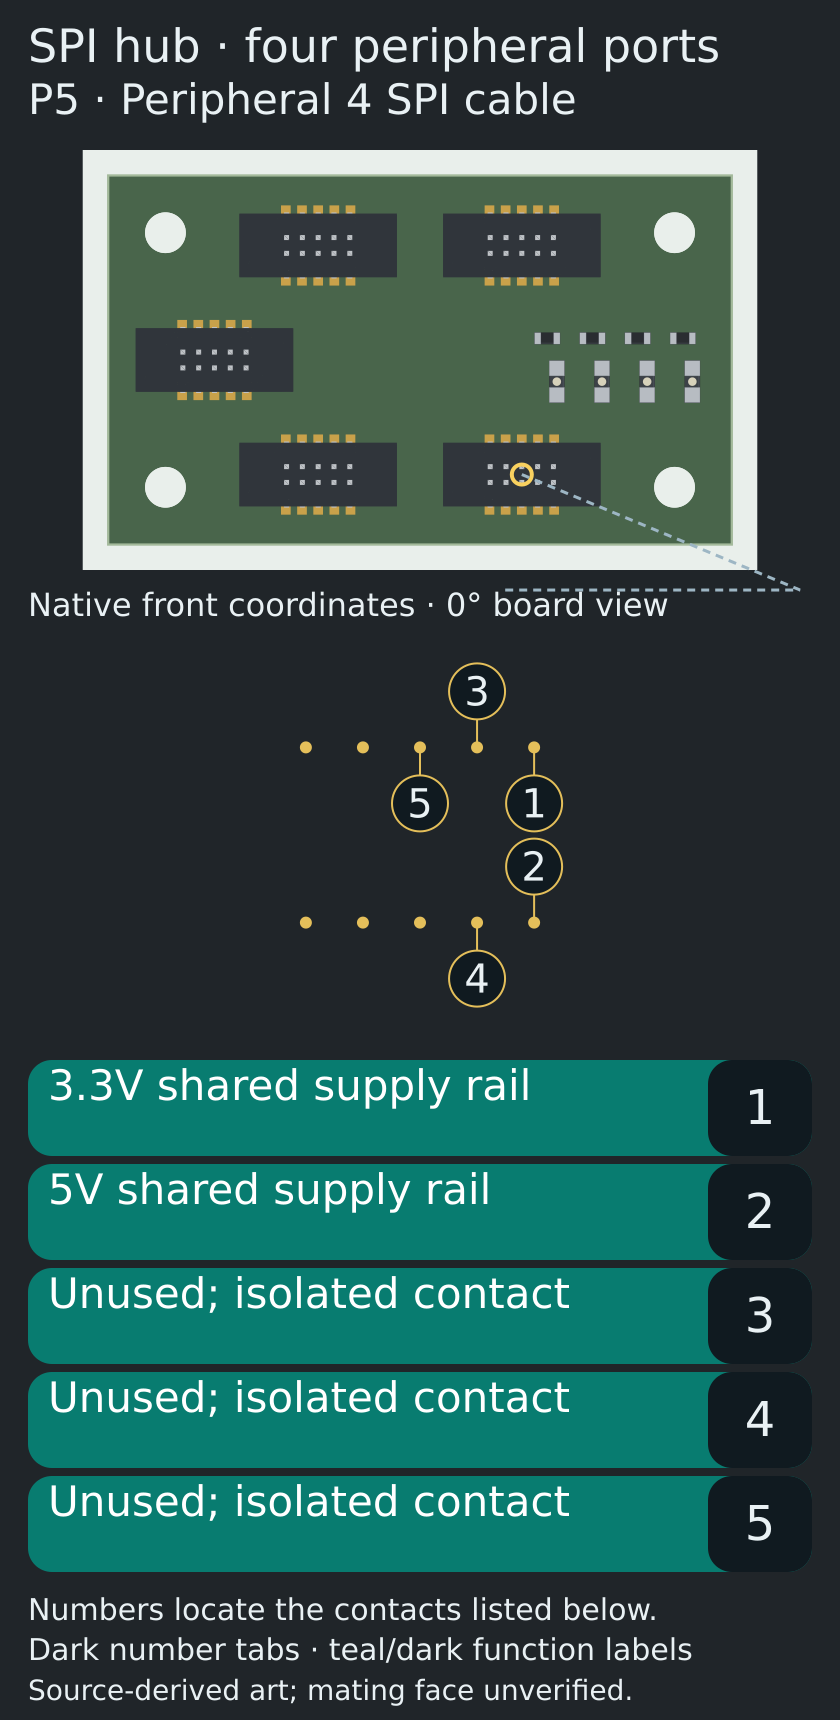 SPI hub · four peripheral ports
P5 · Peripheral 4 SPI cable
Native front coordinates · 0° board view
3
5
1
2
4
3.3V shared supply rail 1
5V shared supply rail 2
Unused; isolated contact 3
Unused; isolated contact 4
Unused; isolated contact 5
Numbers locate the contacts listed below.
Dark number tabs · teal/dark function labels
Source-derived art; mating face unverified.